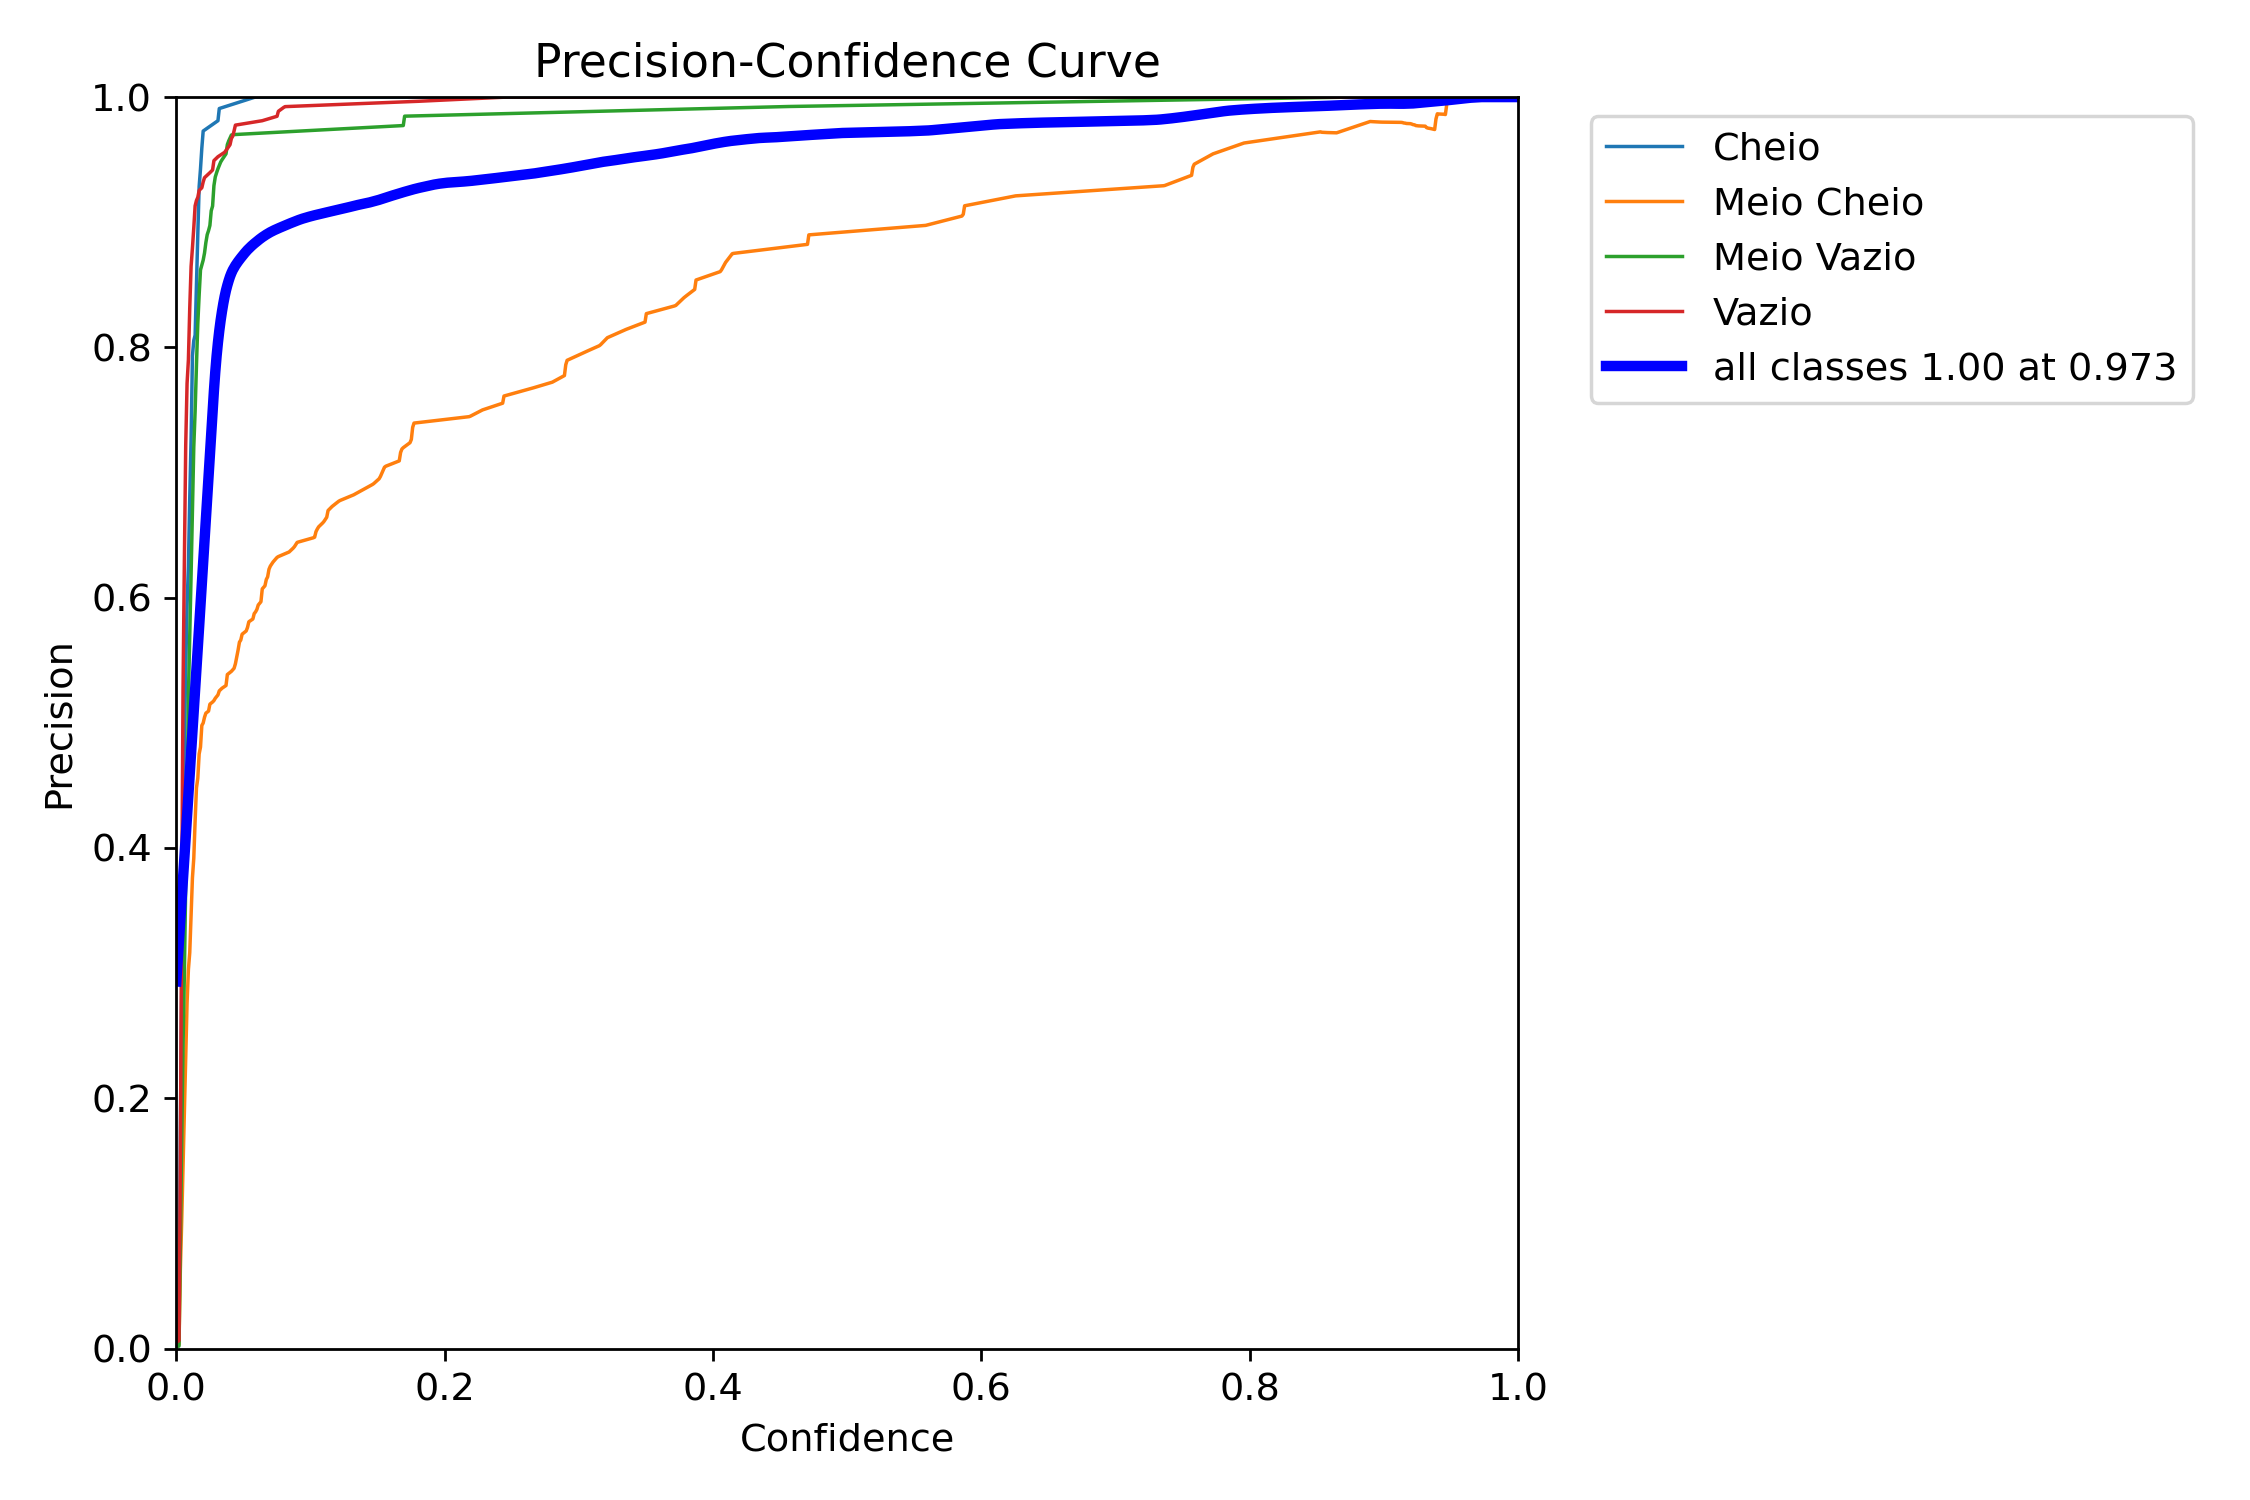 Precision-Confidence Curve
1.0
0.8
0.6
0.4
0.2
0.0
Precision
0.0 0.2 0.4 0.6 0.8 1.0
Confidence
Cheio
Meio Cheio
Meio Vazio
Vazio
all classes 1.00 at 0.973